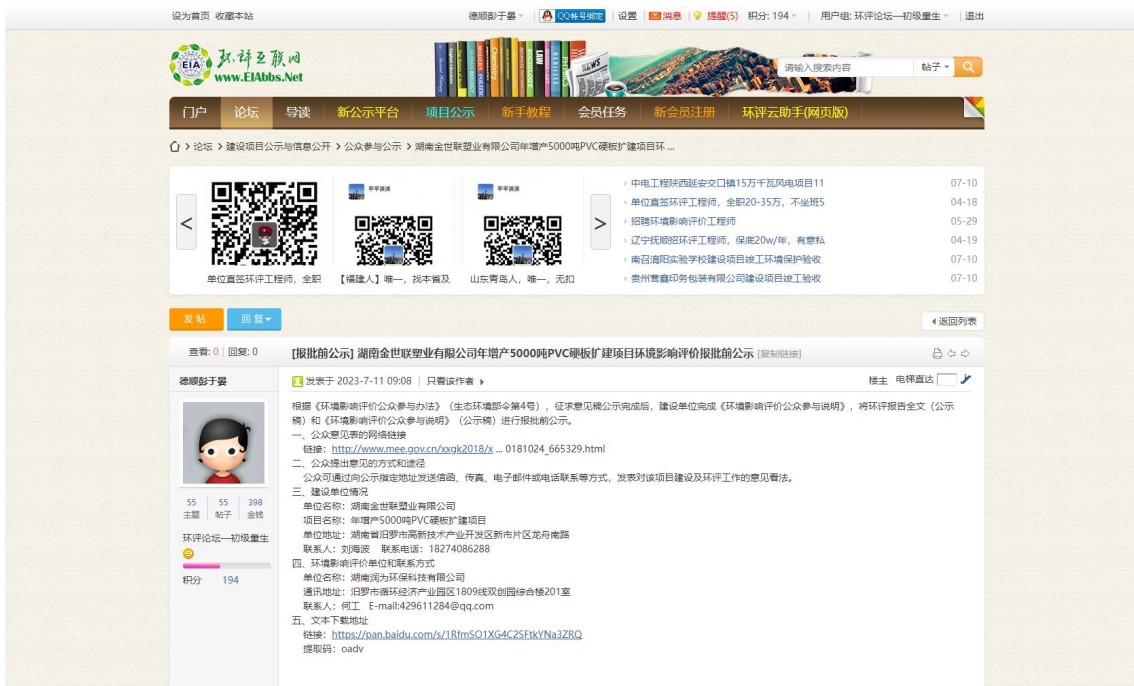 设为首页 收藏本站
德顺彭于晏 QQ帐号绑定 设置 消息 提醒(5) 积分: 194 用户组: 环评论坛—初级童生 退出
EIA 环评互联网
www.EIAbbs.Net
NEWS
请输入搜索内容 帖子
门户 论坛 导读 新公示平台 项目公示 新手教程 会员任务 新会员注册 环评云助手(网页版)
论坛 › 建设项目公示与信息公开 › 公众参与公示 › 湖南金世联塑业有限公司年增产5000吨PVC硬板扩建项目环 ...
中电工程陕西延安交口镇15万千瓦风电项目11 07-10
单位直签环评工程师，全职20-35万，不坐班5 04-18
招聘环境影响评价工程师 05-29
辽宁抚顺招环评工程师，保底20w/年，有意私 04-19
南召淯阳实验学校建设项目竣工环境保护验收 07-10
贵州营鑫印务包装有限公司建设项目竣工验收 07-10
单位直签环评工程师，全职 【福建人】唯一，找本省及 山东青岛人，唯一，无扣
发帖 回复 返回列表
查看: 0 回复: 0 [报批前公示] 湖南金世联塑业有限公司年增产5000吨PVC硬板扩建项目环境影响评价报批前公示 [复制链接]
德顺彭于晏 发表于 2023-7-11 09:08 只看该作者 楼主 电梯直达
根据《环境影响评价公众参与办法》（生态环境部令第4号），征求意见稿公示完成后，建设单位完成《环境影响评价公众参与说明》，将环评报告全文（公示
稿）和《环境影响评价公众参与说明》（公示稿）进行报批前公示。
一、公众意见表的网络链接
链接：http://www.mee.gov.cn/xxgk2018/x ... 0181024_665329.html
二、公众提出意见的方式和途径
公众可通过向公示指定地址发送信函、传真、电子邮件或电话联系等方式，发表对该项目建设及环评工作的意见看法。
三、建设单位情况
单位名称：湖南金世联塑业有限公司
项目名称：年增产5000吨PVC硬板扩建项目
单位地址：湖南省汨罗市高新技术产业开发区新市片区龙舟南路
联系人：刘海波 联系电话：18274086288
四、环境影响评价单位和联系方式
单位名称：湖南润为环保科技有限公司
通讯地址：汨罗市循环经济产业园区1809线双创园综合楼201室
联系人：何工 E-mail:429611284@qq.com
五、文本下载地址
链接：https://pan.baidu.com/s/1RfmSO1XG4C2SFtkYNa3ZRQ
提取码：oadv
55 55 398
主题 帖子 金钱
环评论坛—初级童生
积分 194